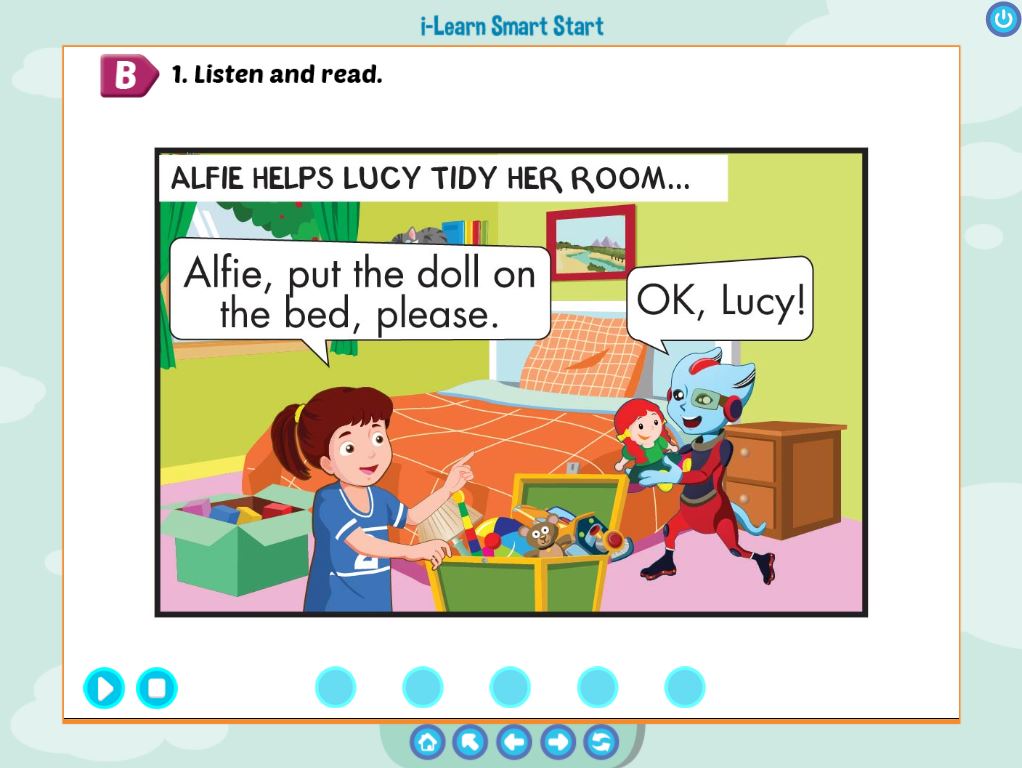 i-Learn Smart Start
B
1. Listen and read.
ALFIE HELPS LUCY TIDY HER ROOM...
Alfie, put the doll on
the bed, please.
OK, Lucy!